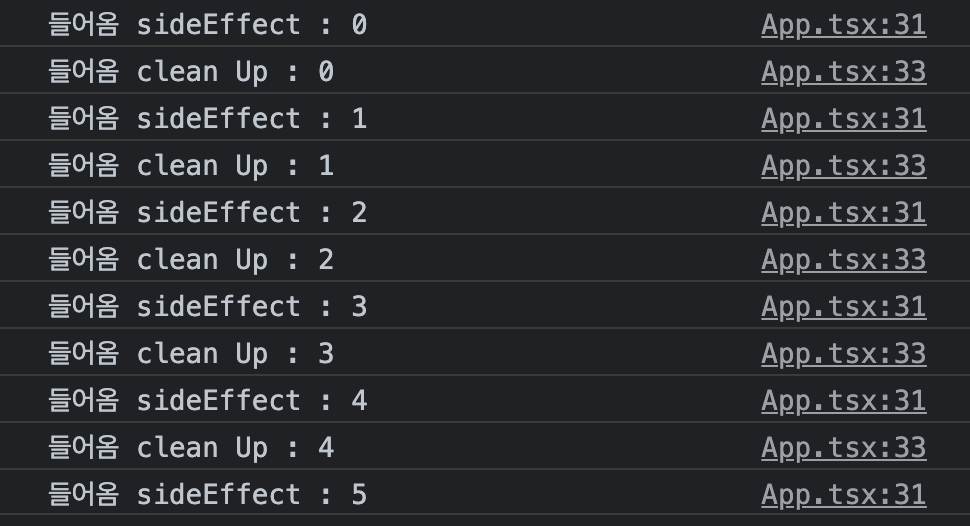 들어옴 sideEffect : 0 App.tsx:31
들어옴 clean Up : 0 App.tsx:33
들어옴 sideEffect : 1 App.tsx:31
들어옴 clean Up : 1 App.tsx:33
들어옴 sideEffect : 2 App.tsx:31
들어옴 clean Up : 2 App.tsx:33
들어옴 sideEffect : 3 App.tsx:31
들어옴 clean Up : 3 App.tsx:33
들어옴 sideEffect : 4 App.tsx:31
들어옴 clean Up : 4 App.tsx:33
들어옴 sideEffect : 5 App.tsx:31